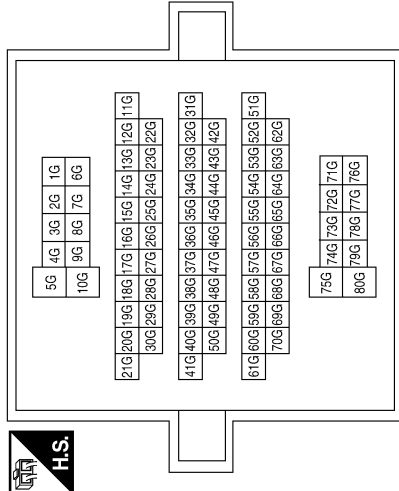 H.S.
5G 4G 3G 2G 1G
10G 9G 8G 7G 6G
21G 20G 19G 18G 17G 16G 15G 14G 13G 12G 11G
30G 29G 28G 27G 26G 25G 24G 23G 22G
41G 40G 39G 38G 37G 36G 35G 34G 33G 32G 31G
50G 49G 48G 47G 46G 45G 44G 43G 42G
61G 60G 59G 58G 57G 56G 55G 54G 53G 52G 51G
70G 69G 68G 67G 66G 65G 64G 63G 62G
75G 74G 73G 72G 71G
80G 79G 78G 77G 76G